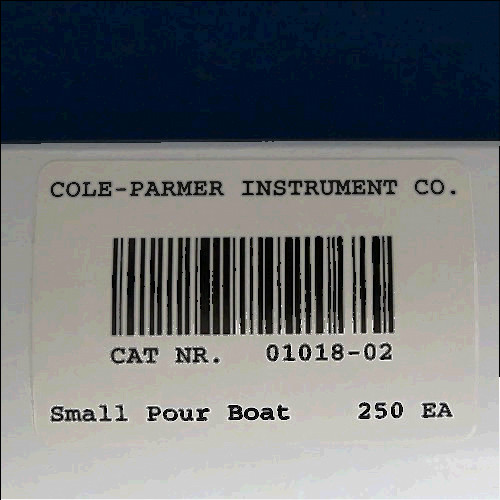 COLE-PARMER INSTRUMENT CO.
CAT NR. 01018-02
Small Pour Boat 250 EA